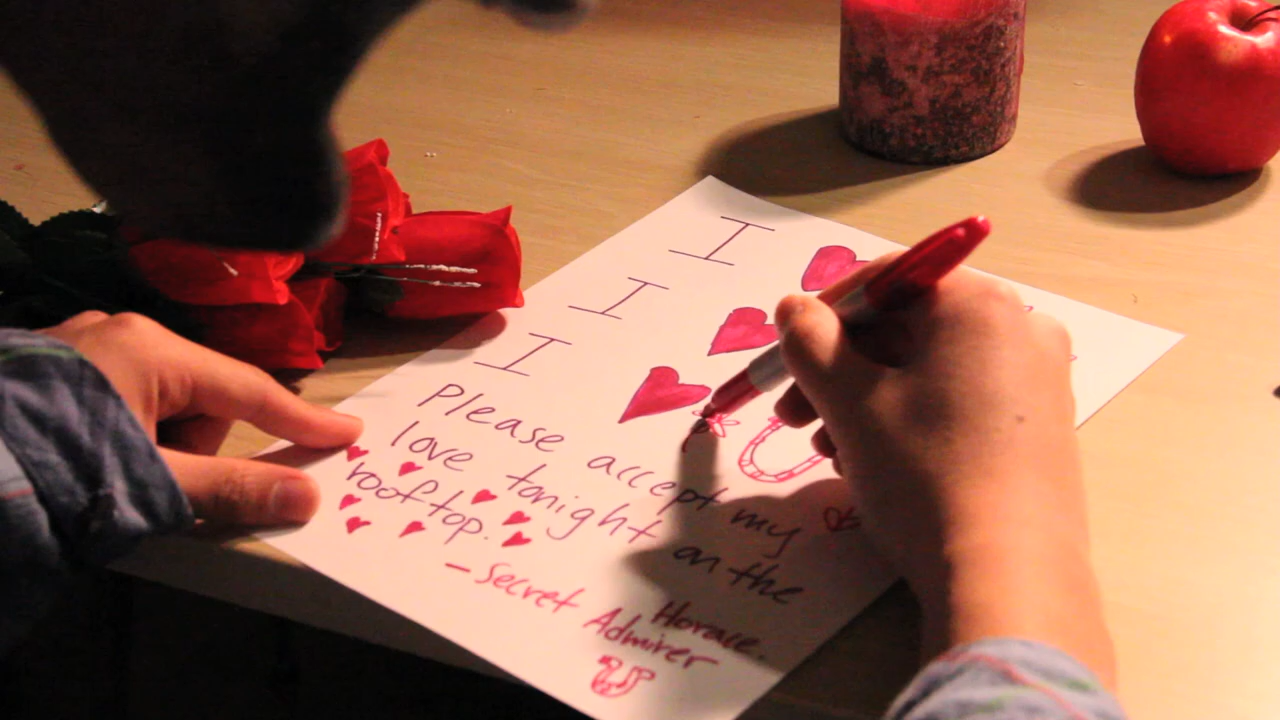 I
I
I
Please accept my
love tonight on the
rooftop.
- Secret Admirer
Horace.